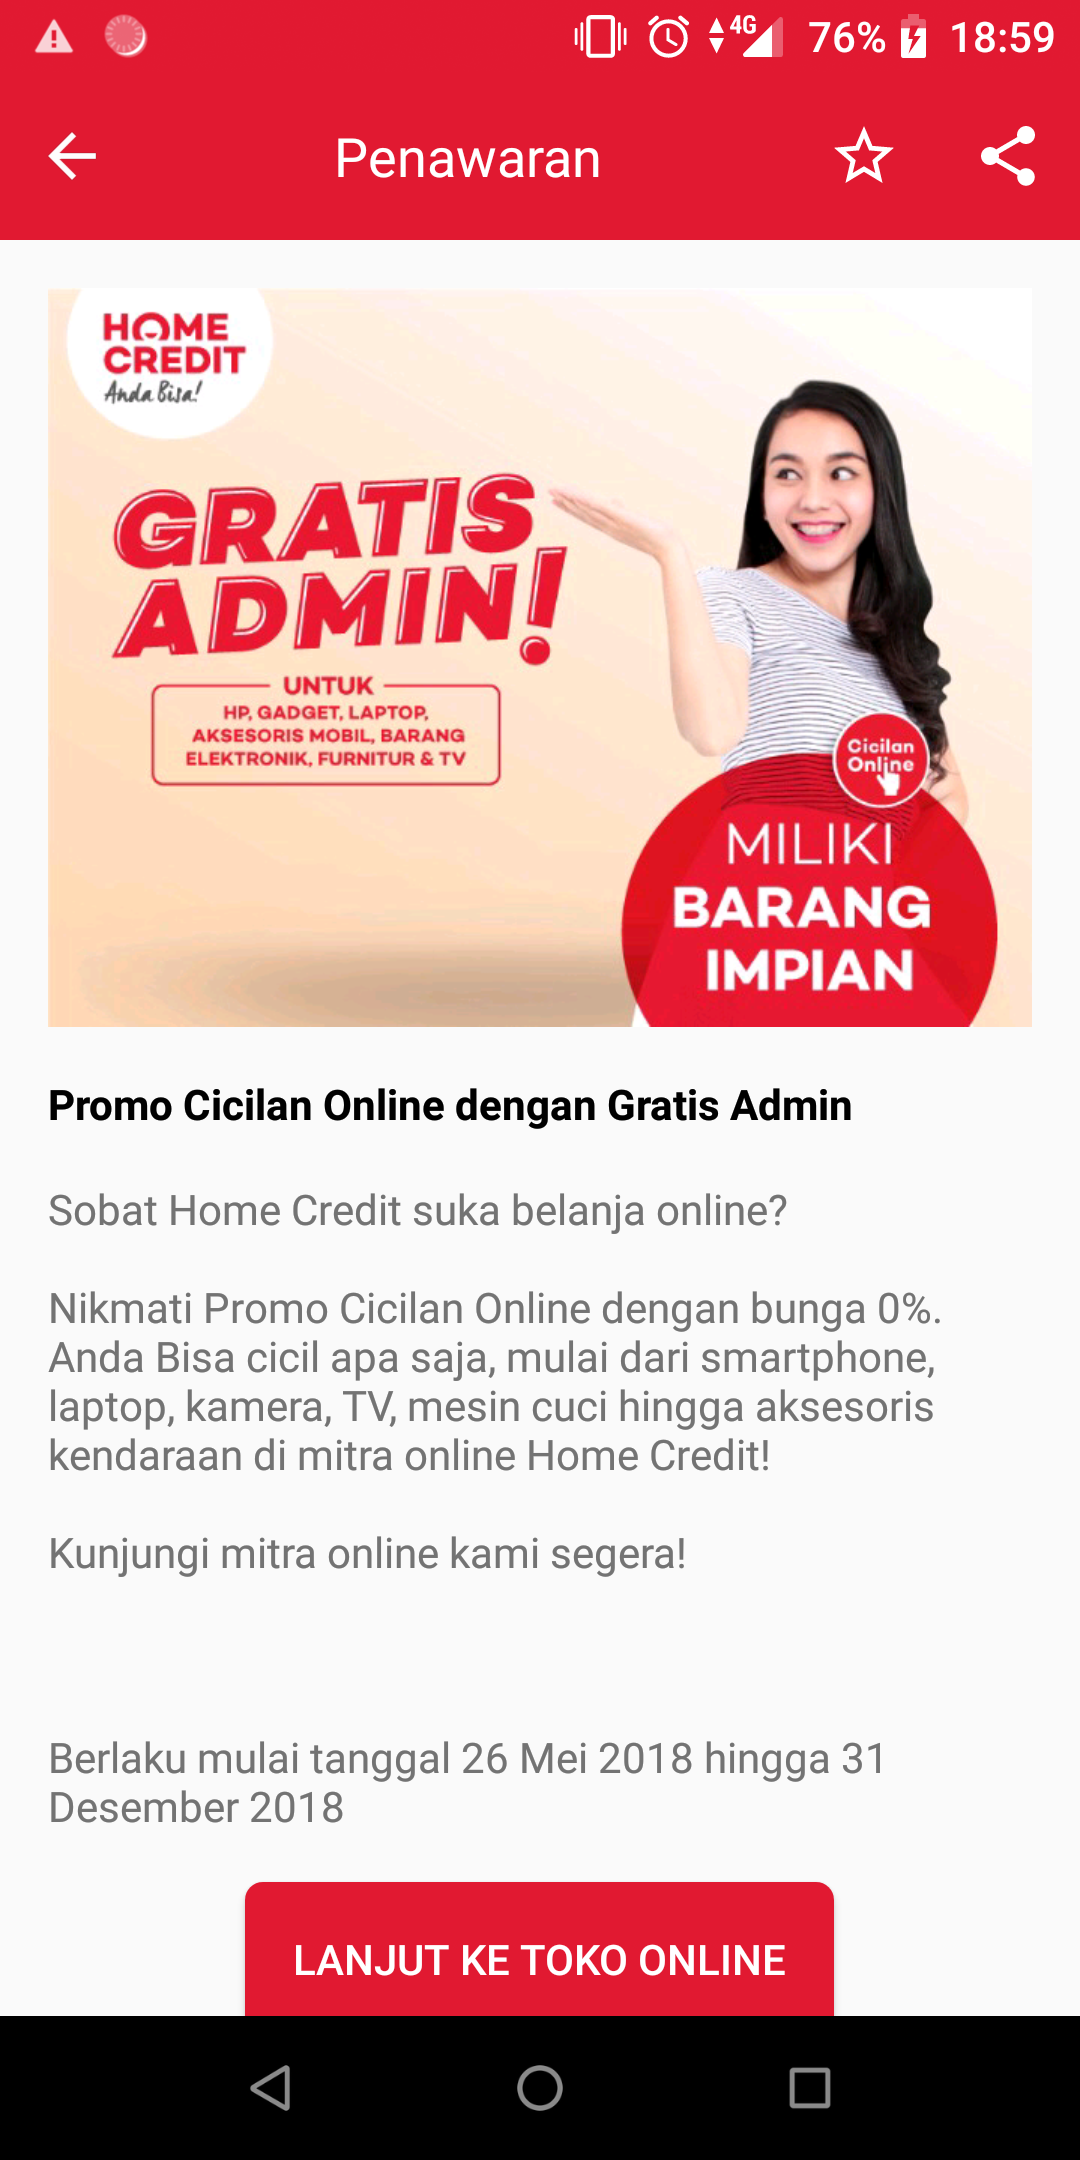 4G 76% 18:59
Penawaran
HOME
CREDIT
Anda Bisa!
GRATIS
ADMIN!
UNTUK
HP, GADGET, LAPTOP,
AKSESORIS MOBIL, BARANG
ELEKTRONIK, FURNITUR & TV
Cicilan
Online
MILIKI
BARANG
IMPIAN
Promo Cicilan Online dengan Gratis Admin
Sobat Home Credit suka belanja online?
Nikmati Promo Cicilan Online dengan bunga 0%.
Anda Bisa cicil apa saja, mulai dari smartphone,
laptop, kamera, TV, mesin cuci hingga aksesoris
kendaraan di mitra online Home Credit!
Kunjungi mitra online kami segera!
Berlaku mulai tanggal 26 Mei 2018 hingga 31
Desember 2018
LANJUT KE TOKO ONLINE